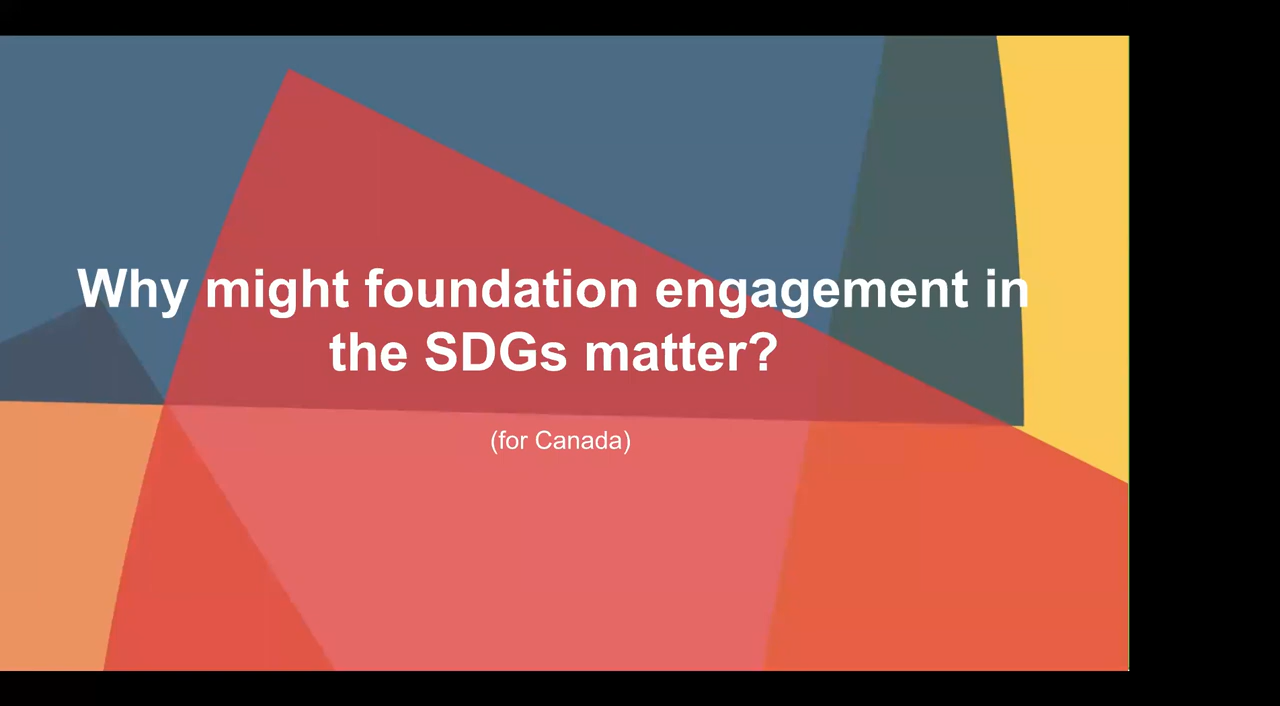 Why might foundation engagement in
the SDGs matter?
(for Canada)